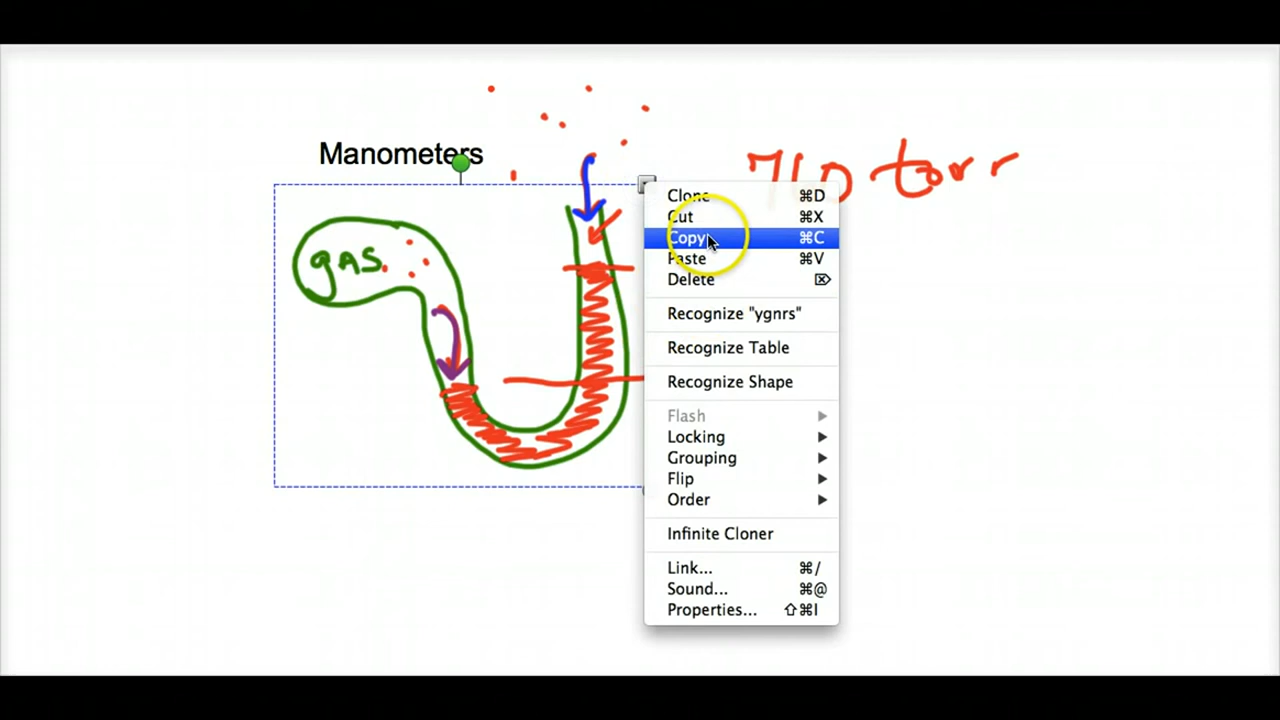 Manometers
760 torr
gas
Clone ⌘D
Cut ⌘X
Copy ⌘C
Paste ⌘V
Delete ⌦
Recognize "ygnrs"
Recognize Table
Recognize Shape
Flash
Locking
Grouping
Flip
Order
Infinite Cloner
Link... ⌘/
Sound... ⌘@
Properties... ⇧⌘I